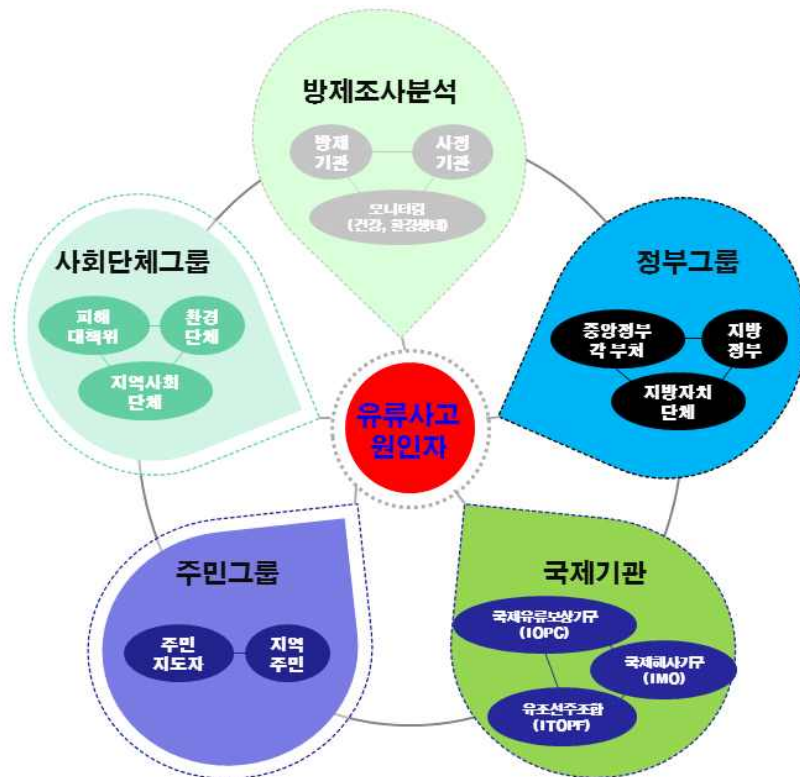 방제조사분석
방제
기관
사정
기관
모니터링
(건강, 환경생태)
사회단체그룹
피해
대책위
환경
단체
지역사회
단체
정부그룹
중앙정부
각 부처
지방
정부
지방자치
단체
유류사고
원인자
주민그룹
주민
지도자
지역
주민
국제기관
국제유류보상기구
(IOPC)
국제해사기구
(IMO)
유조선주조합
(ITOPF)